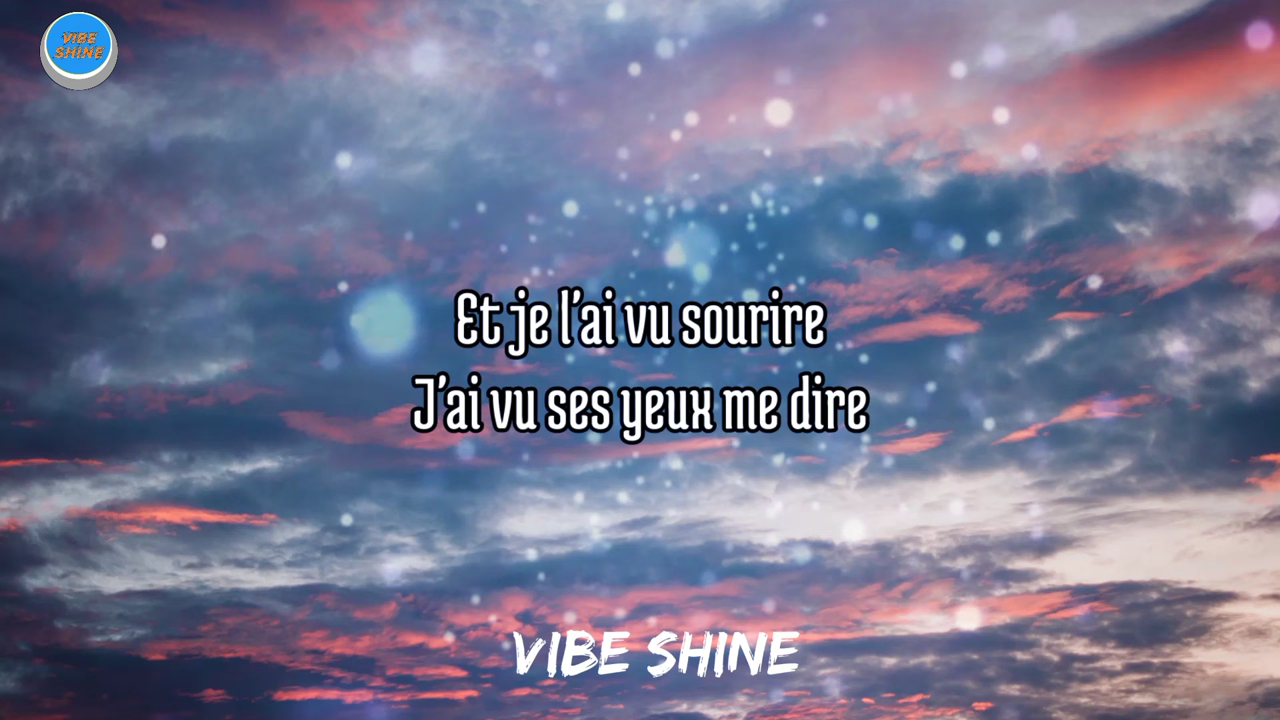 VIBE
SHINE
Et je l'ai vu sourire
J'ai vu ses yeux me dire
VIBE SHINE